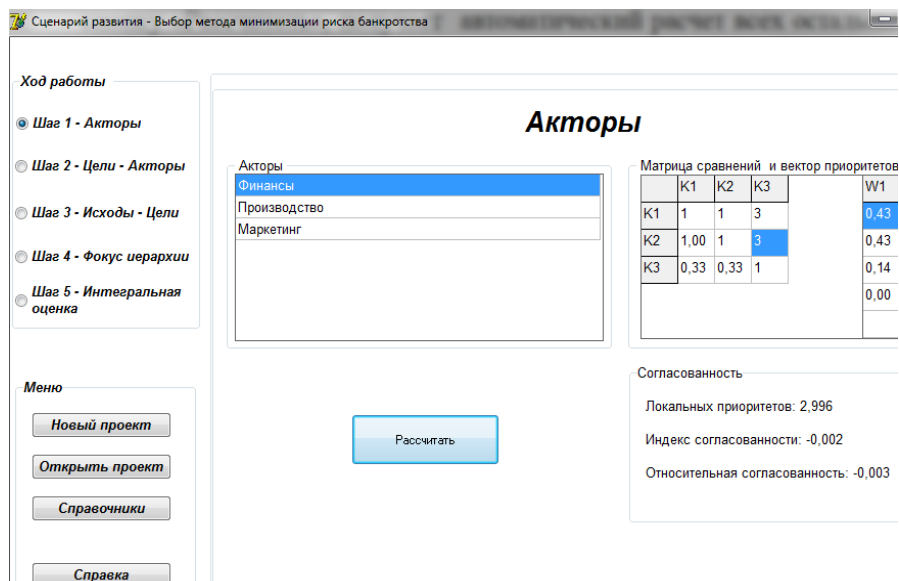 Сценарий развития - Выбор метода минимизации риска банкротства
автоматический расчет всех
Ход работы
Шаг 1 - Акторы
Шаг 2 - Цели - Акторы
Шаг 3 - Исходы - Цели
Шаг 4 - Фокус иерархии
Шаг 5 - Интегральная
оценка
Меню
Новый проект
Открыть проект
Справочники
Справка
Акторы
Акторы
Финансы
Производство
Маркетинг
Рассчитать
Матрица сравнений и вектор приоритетов
K1 K2 K3 W1
K1 1 1 3 0,43
K2 1,00 1 3 0,43
K3 0,33 0,33 1 0,14
0,00
Согласованность
Локальных приоритетов: 2,996
Индекс согласованности: -0,002
Относительная согласованность: -0,003